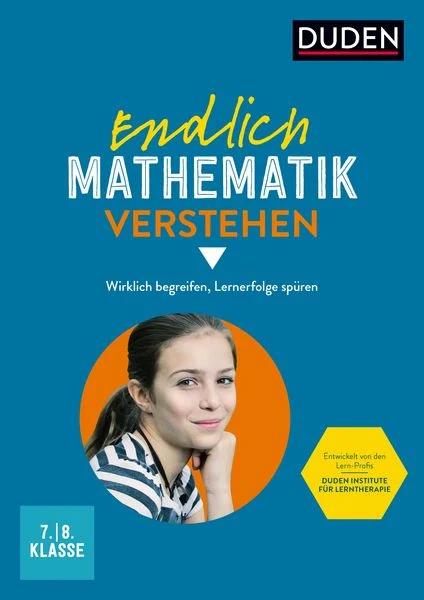 DUDEN
Endlich
MATHEMATIK
VERSTEHEN
Wirklich begreifen, Lernerfolge spüren
Entwickelt von den
Lern-Profis
DUDEN INSTITUTE
FÜR LERNTHERAPIE
7.|8.
KLASSE